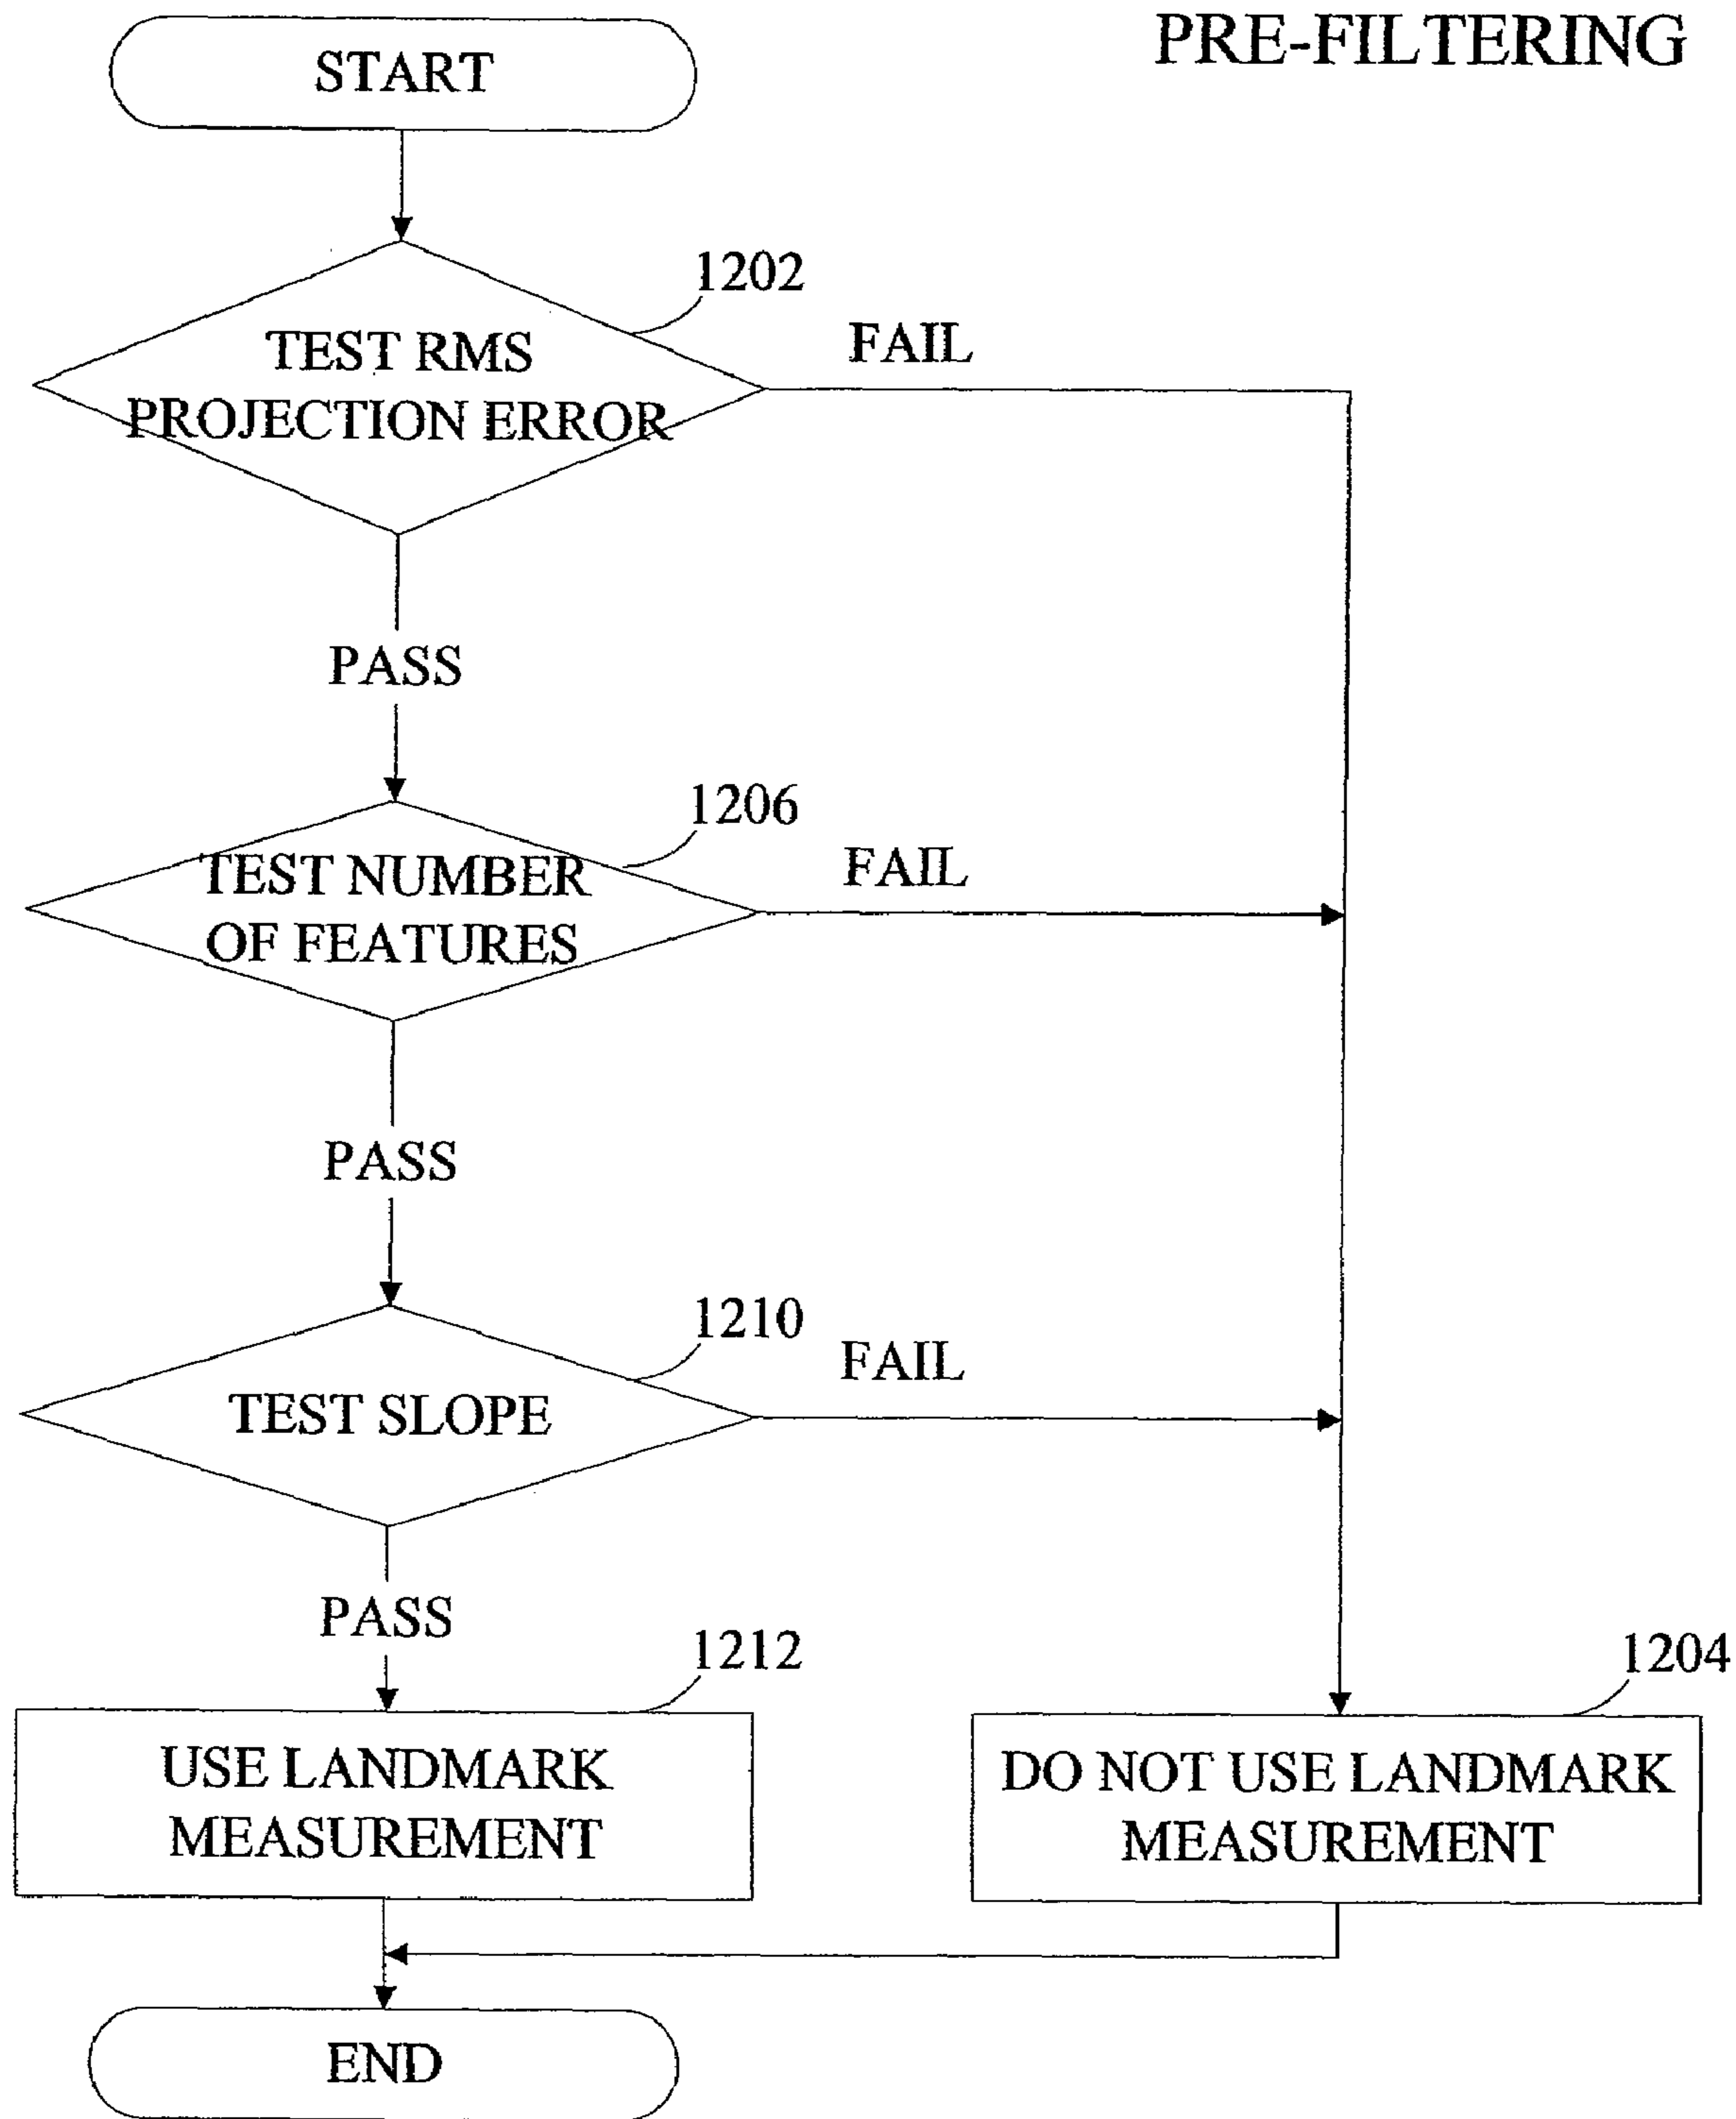 PRE-FILTERING
START
1202
TEST RMS
PROJECTION ERROR
FAIL
PASS
1206
TEST NUMBER
OF FEATURES
FAIL
PASS
1210
TEST SLOPE
FAIL
PASS
1212
USE LANDMARK
MEASUREMENT
1204
DO NOT USE LANDMARK
MEASUREMENT
END